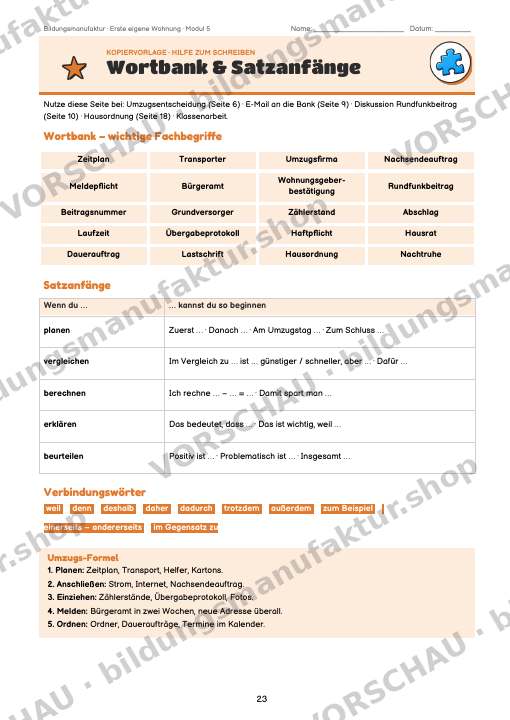 Bildungsmanufaktur · Erste eigene Wohnung · Modul 5 Name: Datum:
KOPIERVORLAGE · HILFE ZUM SCHREIBEN
Wortbank & Satzanfänge
Nutze diese Seite bei: Umzugsentscheidung (Seite 6) · E-Mail an die Bank (Seite 9) · Diskussion Rundfunkbeitrag
(Seite 10) · Hausordnung (Seite 18) · Klassenarbeit.
Wortbank – wichtige Fachbegriffe
Zeitplan Transporter Umzugsfirma Nachsendeauftrag
Meldepflicht Bürgeramt Wohnungsgeber-
bestätigung Rundfunkbeitrag
Beitragsnummer Grundversorger Zählerstand Abschlag
Laufzeit Übergabeprotokoll Haftpflicht Hausrat
Dauerauftrag Lastschrift Hausordnung Nachtruhe
Satzanfänge
Wenn du ... ... kannst du so beginnen
planen Zuerst ... · Danach ... · Am Umzugstag ... · Zum Schluss ...
vergleichen Im Vergleich zu ... ist ... günstiger / schneller, aber ... · Dafür ...
berechnen Ich rechne ... – ... = ... · Damit spart man ...
erklären Das bedeutet, dass ... · Das ist wichtig, weil ...
beurteilen Positiv ist ... · Problematisch ist ... · Insgesamt ...
Verbindungswörter
weil denn deshalb daher dadurch trotzdem außerdem zum Beispiel
einerseits – andererseits im Gegensatz zu
Umzugs-Formel
1. Planen: Zeitplan, Transport, Helfer, Kartons.
2. Anschließen: Strom, Internet, Nachsendeauftrag.
3. Einziehen: Zählerstände, Übergabeprotokoll, Fotos.
4. Melden: Bürgeramt in zwei Wochen, neue Adresse überall.
5. Ordnen: Ordner, Daueraufträge, Termine im Kalender.
23
VORSCHAU · bildungsmanufaktur.shop